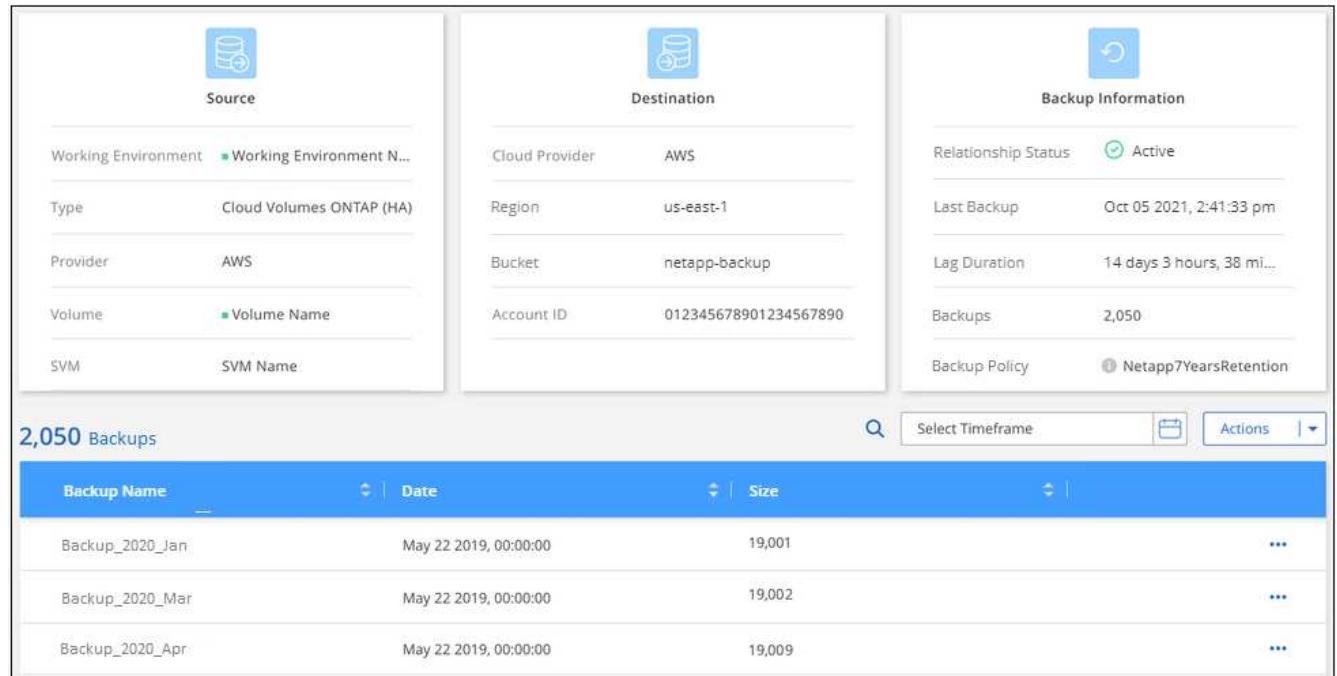 Source
Working Environment Working Environment N...
Type Cloud Volumes ONTAP (HA)
Provider AWS
Volume Volume Name
SVM SVM Name
Destination
Cloud Provider AWS
Region us-east-1
Bucket netapp-backup
Account ID 012345678901234567890
Backup Information
Relationship Status Active
Last Backup Oct 05 2021, 2:41:33 pm
Lag Duration 14 days 3 hours, 38 mi...
Backups 2,050
Backup Policy Netapp7YearsRetention
2,050 Backups
Select Timeframe
Actions
Backup Name Date Size
Backup_2020_Jan May 22 2019, 00:00:00 19,001
Backup_2020_Mar May 22 2019, 00:00:00 19,002
Backup_2020_Apr May 22 2019, 00:00:00 19,009